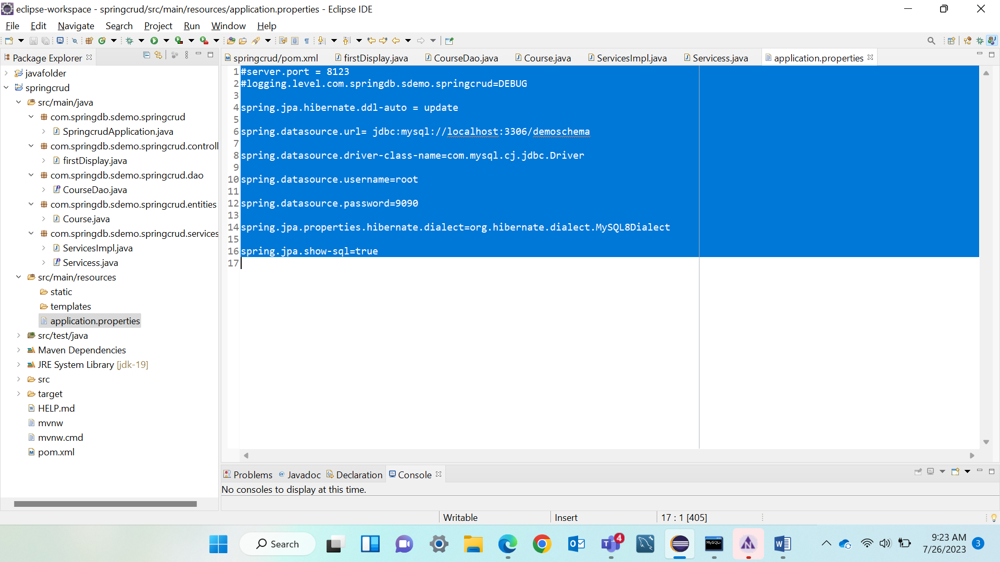 eclipse-workspace - springcrud/src/main/resources/application.properties - Eclipse IDE
File Edit Navigate Search Project Run Window Help
Package Explorer
javafolder
springcrud
src/main/java
com.springdb.sdemo.springcrud
SpringcrudApplication.java
com.springdb.sdemo.springcrud.controll
firstDisplay.java
com.springdb.sdemo.springcrud.dao
CourseDao.java
com.springdb.sdemo.springcrud.entities
Course.java
com.springdb.sdemo.springcrud.services
ServicesImpl.java
Servicess.java
src/main/resources
static
templates
application.properties
src/test/java
Maven Dependencies
JRE System Library [jdk-19]
src
target
HELP.md
mvnw
mvnw.cmd
pom.xml
springcrud/pom.xml firstDisplay.java CourseDao.java Course.java ServicesImpl.java Servicess.java application.properties
1 #server.port = 8123
2 #logging.level.com.springdb.sdemo.springcrud=DEBUG
3
4 spring.jpa.hibernate.ddl-auto = update
5
6 spring.datasource.url= jdbc:mysql://localhost:3306/demoschema
7
8 spring.datasource.driver-class-name=com.mysql.cj.jdbc.Driver
9
10 spring.datasource.username=root
11
12 spring.datasource.password=9090
13
14 spring.jpa.properties.hibernate.dialect=org.hibernate.dialect.MySQL8Dialect
15
16 spring.jpa.show-sql=true
17
Problems Javadoc Declaration Console
No consoles to display at this time.
Writable Insert 17 : 1 [405]
Search
4
MySQL>
9:23 AM
7/26/2023
3